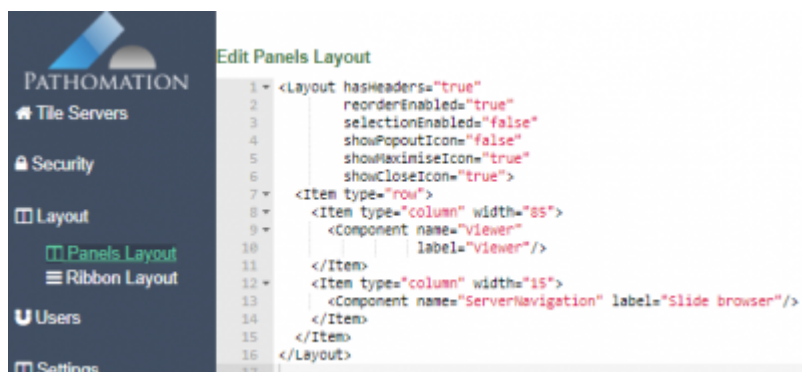 PATHOMATION
Tile Servers
Security
Layout
Panels Layout
Ribbon Layout
Users
Settings
Edit Panels Layout
1 <Layout hasHeaders="true"
2 reorderEnabled="true"
3 selectionEnabled="false"
4 showPopoutIcon="false"
5 showMaximiseIcon="true"
6 showCloseIcon="true">
7 <Item type="row">
8 <Item type="column" width="85">
9 <Component name="Viewer"
10 label="Viewer"/>
11 </Item>
12 <Item type="column" width="15">
13 <Component name="ServerNavigation" label="Slide browser"/>
14 </Item>
15 </Item>
16 </Layout>
17